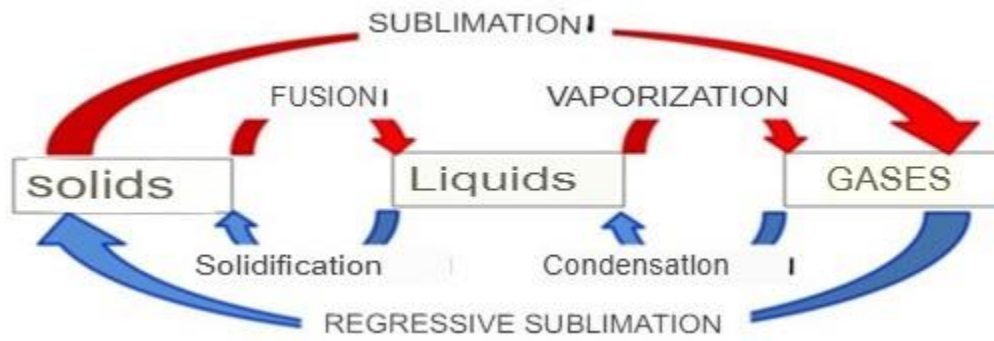 SUBLIMATION
FUSION
VAPORIZATION
solids
Liquids
GASES
Solidification
Condensation
REGRESSIVE SUBLIMATION